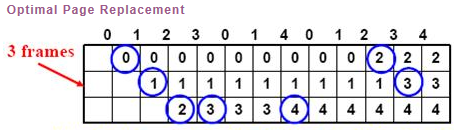 Optimal Page Replacement
0 1 2 3 0 1 4 0 1 2 3 4
3 frames
0 0 0 0 0 0 0 0 0 2 2 2
1 1 1 1 1 1 1 1 1 3 3
2 3 3 3 4 4 4 4 4 4